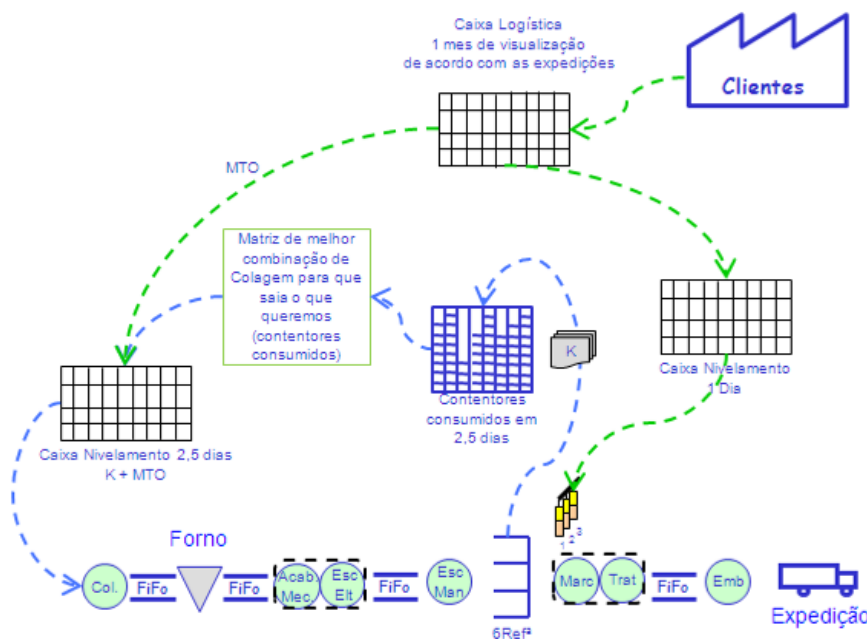 Caixa Logística
1 mes de visualização
de acordo com as expedições
Clientes
MTO
Matriz de melhor
combinação de
Colagem para que
saia o que
queremos
(contentores
consumidos)
K
Contentores
consumidos em
2,5 dias
Caixa Nivelamento
1 Dia
Caixa Nivelamento 2,5 dias
K + MTO
1 2 3
Forno
Col.
FiFo
FiFo
Acab.
Mec.
Esc
Elt
FiFo
Esc
Man
6Refª
Marc
Trat
FiFo
Emb
Expedição